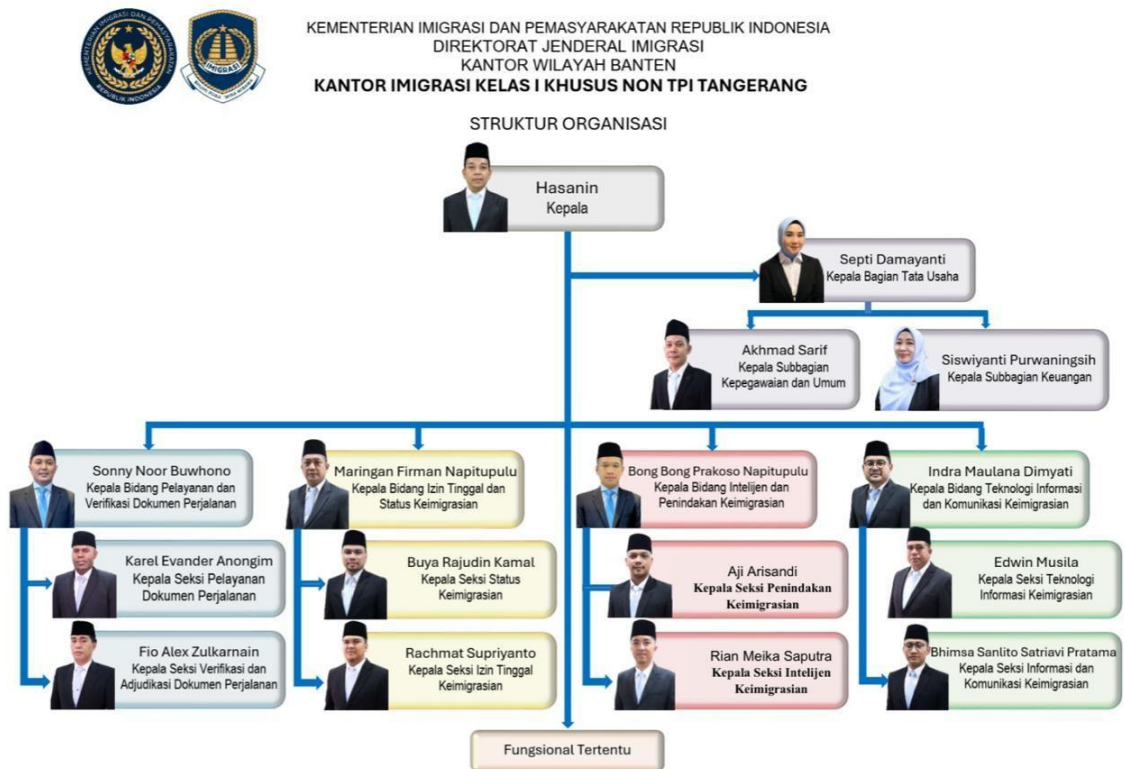 KEMENTERIAN IMIGRASI DAN PEMASYARAKATAN
REPUBLIK INDONESIA
IMIGRASI
KEMENTERIAN IMIGRASI DAN PEMASYARAKATAN REPUBLIK INDONESIA
DIREKTORAT JENDERAL IMIGRASI
KANTOR WILAYAH BANTEN
KANTOR IMIGRASI KELAS I KHUSUS NON TPI TANGERANG
STRUKTUR ORGANISASI
Hasanin
Kepala
Septi Damayanti
Kepala Bagian Tata Usaha
Akhmad Sarif
Kepala Subbagian
Kepegawaian dan Umum
Siswiyanti Purwaningsih
Kepala Subbagian Keuangan
Sonny Noor Buwhono
Kepala Bidang Pelayanan dan
Verifikasi Dokumen Perjalanan
Maringan Firman Napitupulu
Kepala Bidang Izin Tinggal dan
Status Keimigrasian
Bong Bong Prakoso Napitupulu
Kepala Bidang Intelijen dan
Penindakan Keimigrasian
Indra Maulana Dimyati
Kepala Bidang Teknologi Informasi
dan Komunikasi Keimigrasian
Karel Evander Anongim
Kepala Seksi Pelayanan
Dokumen Perjalanan
Buya Rajudin Kamal
Kepala Seksi Status
Keimigrasian
Aji Arisandi
Kepala Seksi Penindakan
Keimigrasian
Edwin Musila
Kepala Seksi Teknologi
Informasi Keimigrasian
Fio Alex Zulkarnain
Kepala Seksi Verifikasi dan
Adjudikasi Dokumen Perjalanan
Rachmat Supriyanto
Kepala Seksi Izin Tinggal
Keimigrasian
Rian Meika Saputra
Kepala Seksi Intelijen
Keimigrasian
Bhimsa Sanlito Satriavi Pratama
Kepala Seksi Informasi dan
Komunikasi Keimigrasian
Fungsional Tertentu